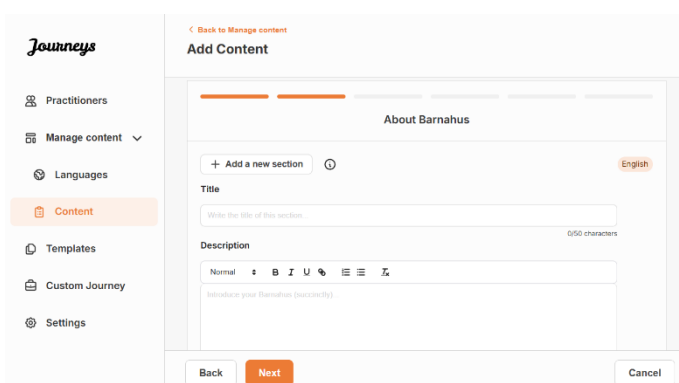 Journeys
Practitioners
Manage content
Languages
Content
Templates
Custom Journey
Settings
Back to Manage content
Add Content
About Barnahus
+ Add a new section
English
Title
Write the title of this section...
0/50 characters
Description
Normal B I U
Introduce your Barnahus (succinctly)...
Back
Next
Cancel